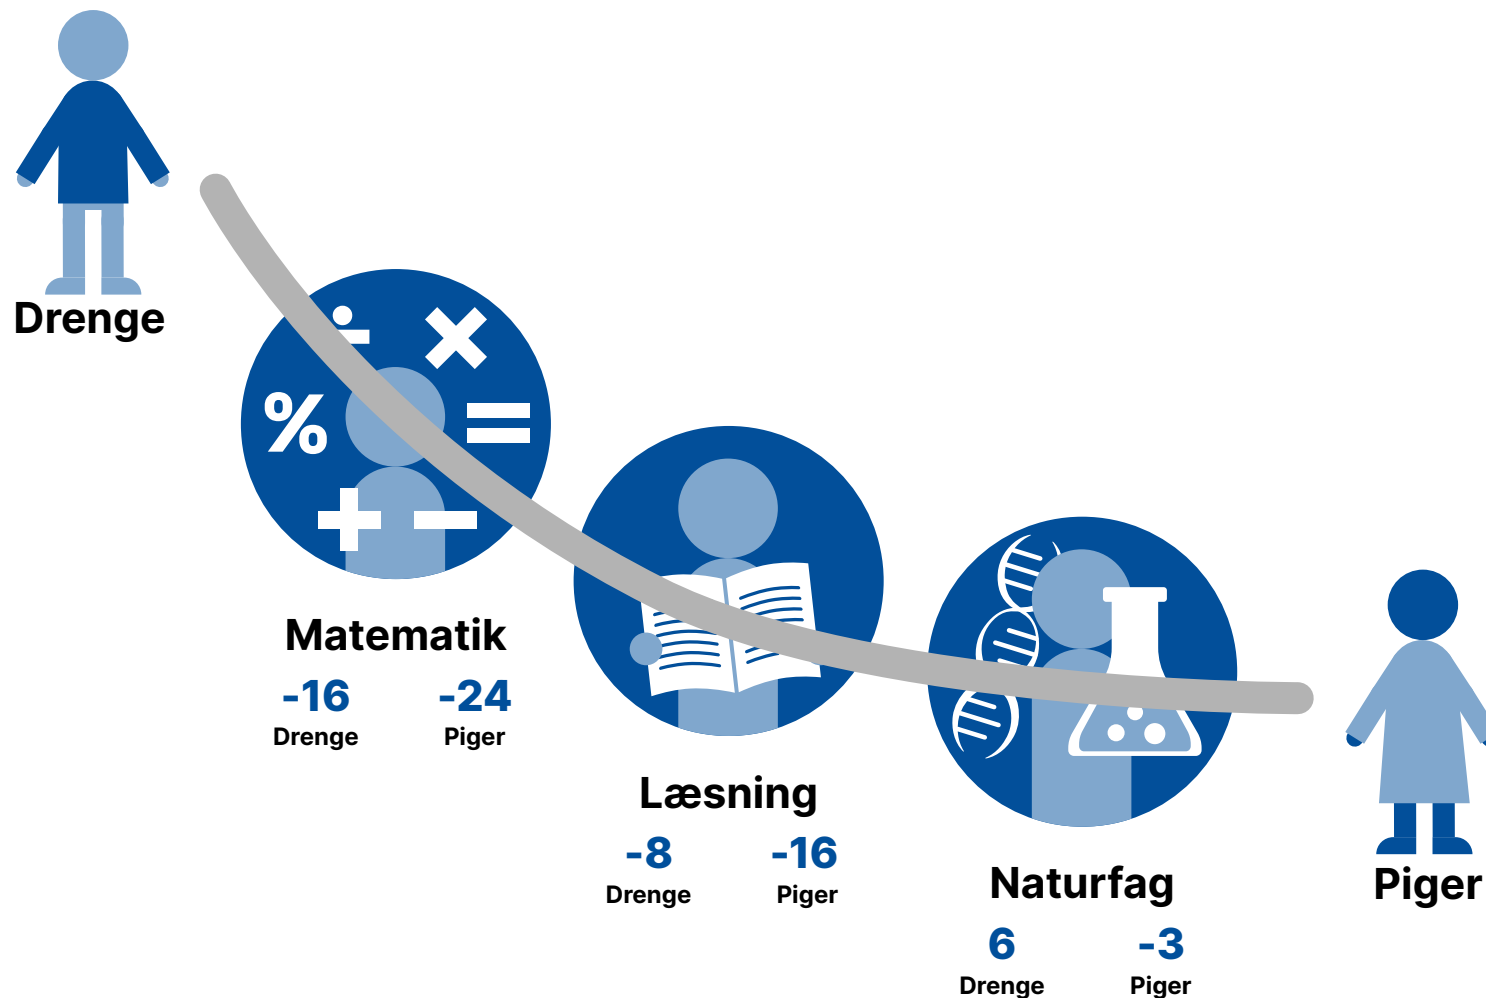 Drenge
Matematik
-16 -24
Drenge Piger
Læsning
-8 -16
Drenge Piger
Naturfag
6 -3
Drenge Piger
Piger